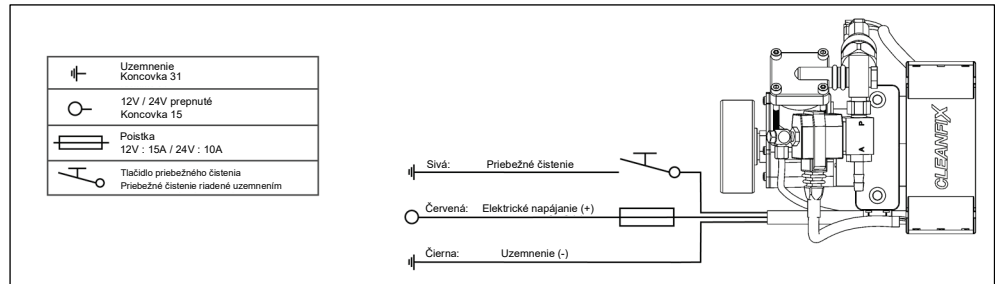 Uzemnenie
Koncovka 31
12V / 24V prepnuté
Koncovka 15
Poistka
12V : 15A / 24V : 10A
Tlačidlo priebežného čistenia
Priebežné čistenie riadené uzemnením
Sivá: Priebežné čistenie
Červená: Elektrické napájanie (+)
Čierna: Uzemnenie (-)
A P
CLEANFIX